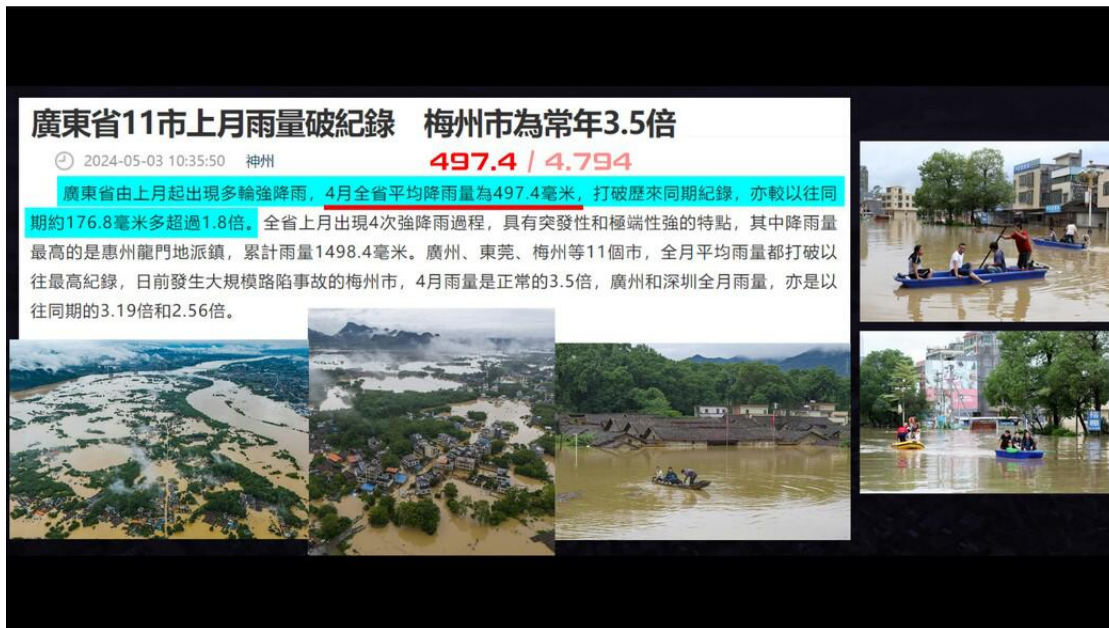 廣東省11市上月雨量破紀錄　梅州市為常年3.5倍
2024-05-03 10:35:50　神州
497.4 / 4.794
廣東省由上月起出現多輪強降雨，4月全省平均降雨量為497.4毫米，打破歷來同期紀錄，亦較以往同
期約176.8毫米多超過1.8倍。全省上月出現4次強降雨過程，具有突發性和極端性強的特點，其中降雨量
最高的是惠州龍門地派鎮，累計雨量1498.4毫米。廣州、東莞、梅州等11個市，全月平均雨量都打破以
往最高紀錄，日前發生大規模路陷事故的梅州市，4月雨量是正常的3.5倍，廣州和深圳全月雨量，亦是以
往同期的3.19倍和2.56倍。